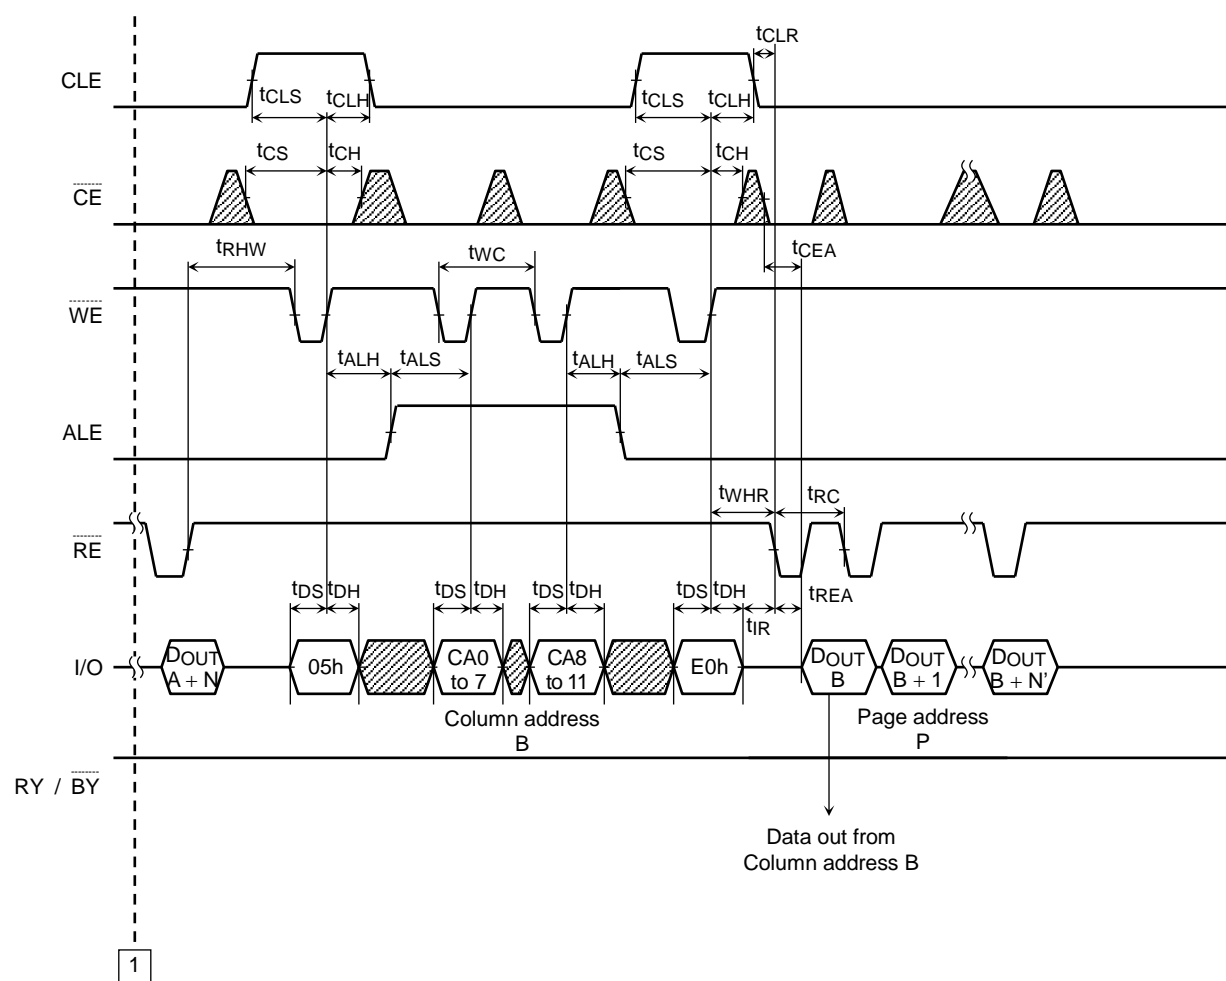 tCLR
CLE
tCLS tCLH tCLS tCLH
tCS tCH tCS tCH
CE
tRHW tWC tCEA
WE
tALH tALS tALH tALS
ALE
tWHR tRC
RE
tDS tDH tDS tDH tDS tDH tDS tDH tREA
tIR
I/O
DOUT
A + N
05h
CA0
to 7
CA8
to 11
E0h
DOUT
B
DOUT
B + 1
DOUT
B + N'
Column address
B
Page address
P
RY / BY
Data out from
Column address B
1